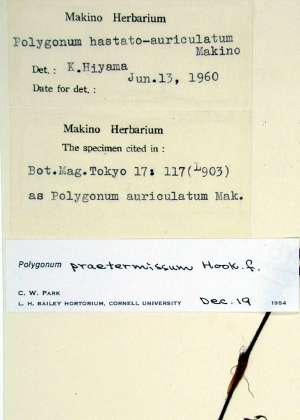 Makino Herbarium
Polygonum hastato-auriculatum
Makino
Det.: K.Hiyama
Jun.13, 1960
Date for det.:
Makino Herbarium
The specimen cited in:
Bot.Mag.Tokyo 17: 117(1903)
as Polygonum auriculatum Mak.
Polygonum praetermissum Hook.f.
C. W. PARK
L. H. BAILEY HORTORIUM, CORNELL UNIVERSITY Dec.19 1984